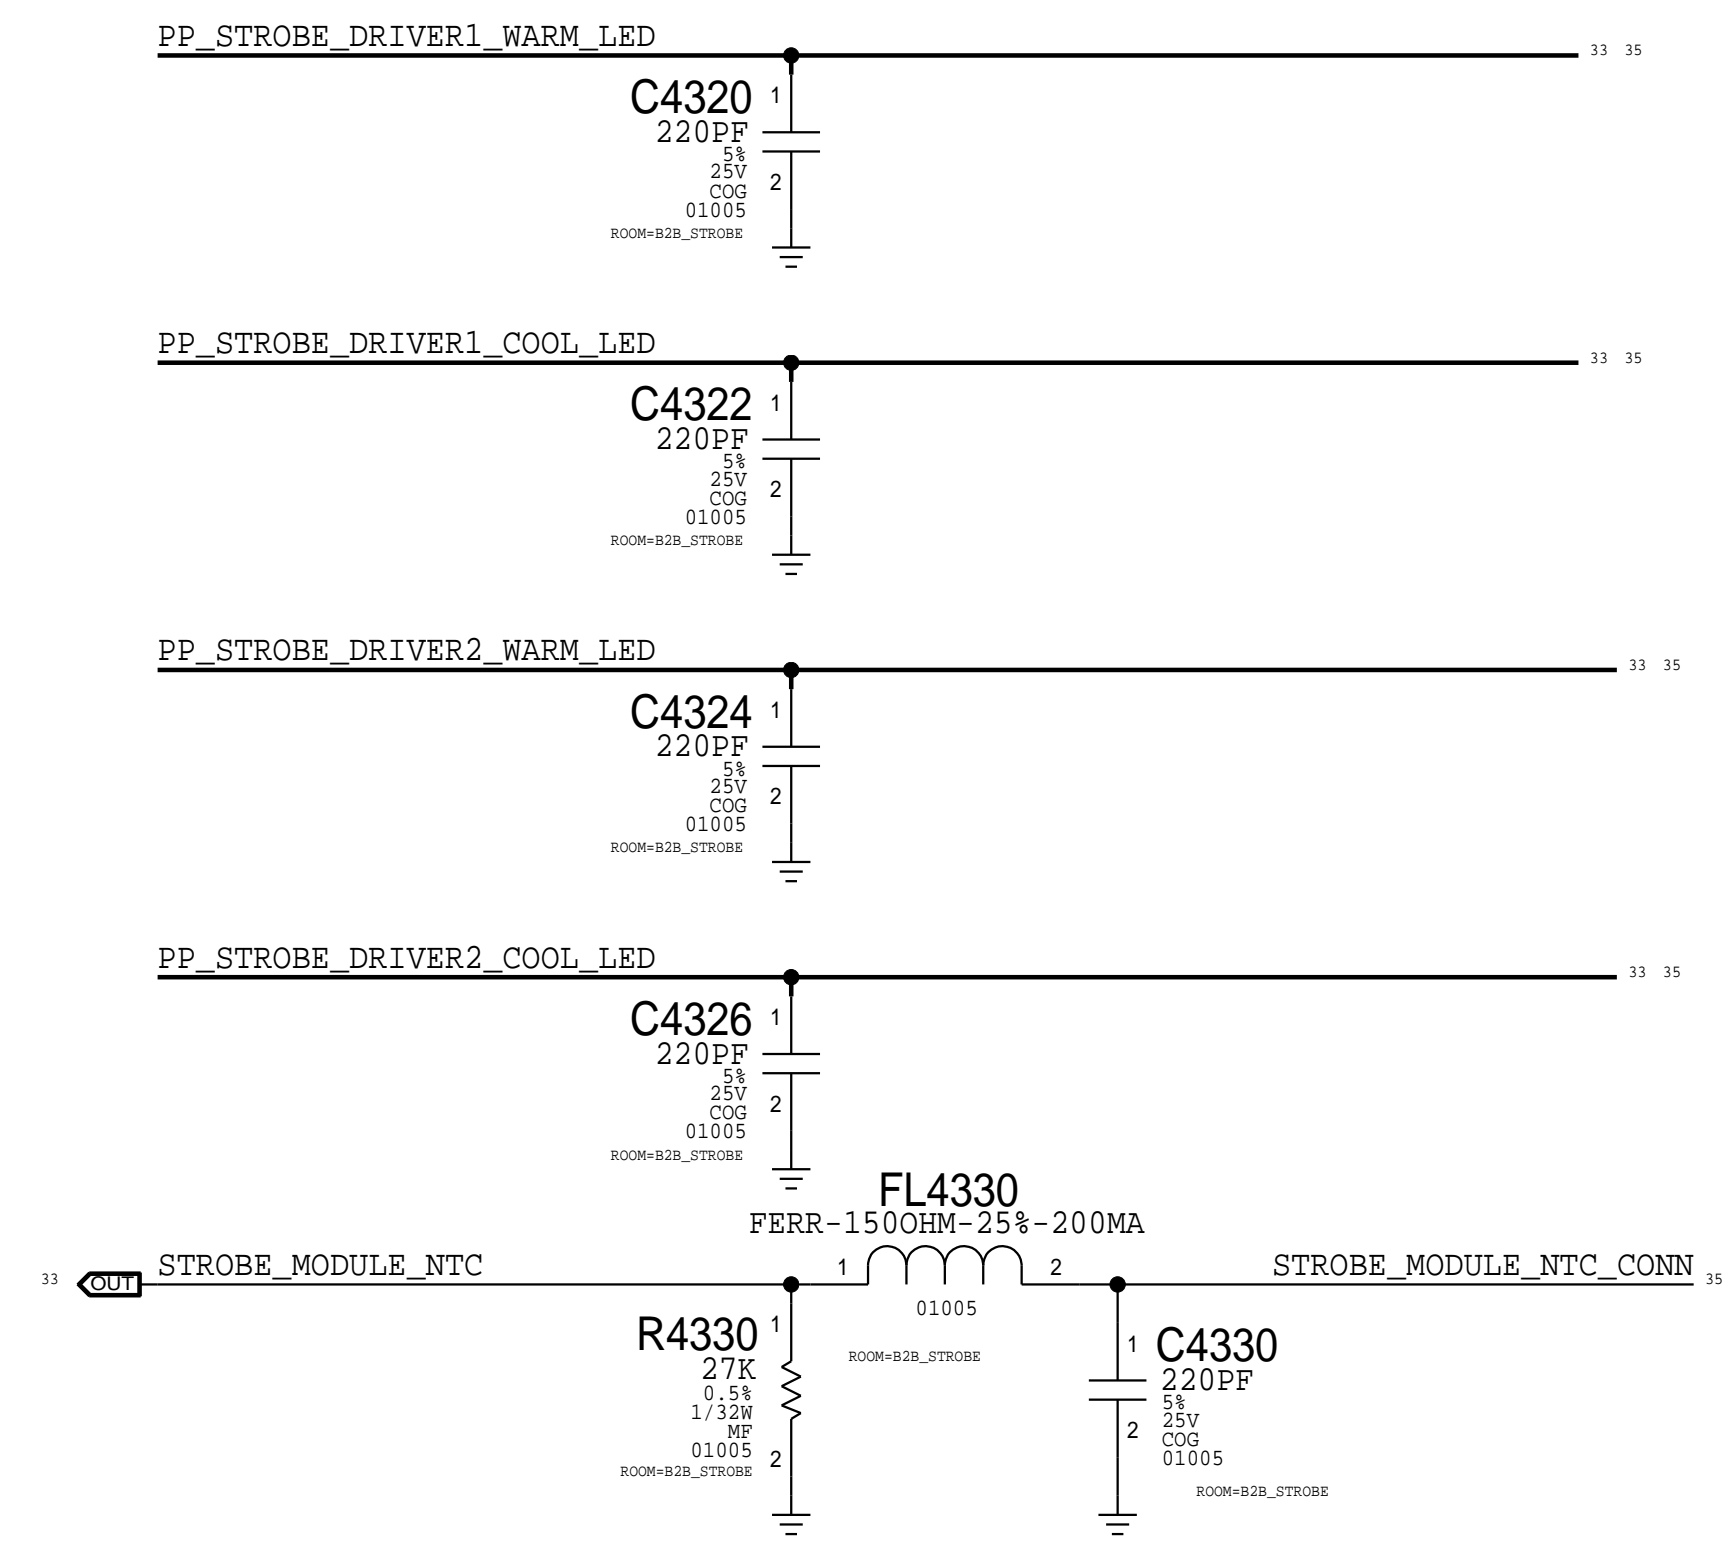 PP_STROBE_DRIVER1_WARM_LED
33 35
C4320 1
220PF
5%
25V
2
COG
01005
ROOM=B2B_STROBE
PP_STROBE_DRIVER1_COOL_LED
33 35
C4322 1
220PF
5%
25V
2
COG
01005
ROOM=B2B_STROBE
PP_STROBE_DRIVER2_WARM_LED
33 35
C4324 1
220PF
5%
25V
2
COG
01005
ROOM=B2B_STROBE
PP_STROBE_DRIVER2_COOL_LED
33 35
C4326 1
220PF
5%
25V
2
COG
01005
ROOM=B2B_STROBE
FL4330
FERR-150OHM-25%-200MA
33 OUT STROBE_MODULE_NTC
1 2
STROBE_MODULE_NTC_CONN 35
01005
ROOM=B2B_STROBE
R4330 1
27K
0.5%
1/32W
MF
01005
2
ROOM=B2B_STROBE
1 C4330
220PF
5%
25V
2
COG
01005
ROOM=B2B_STROBE